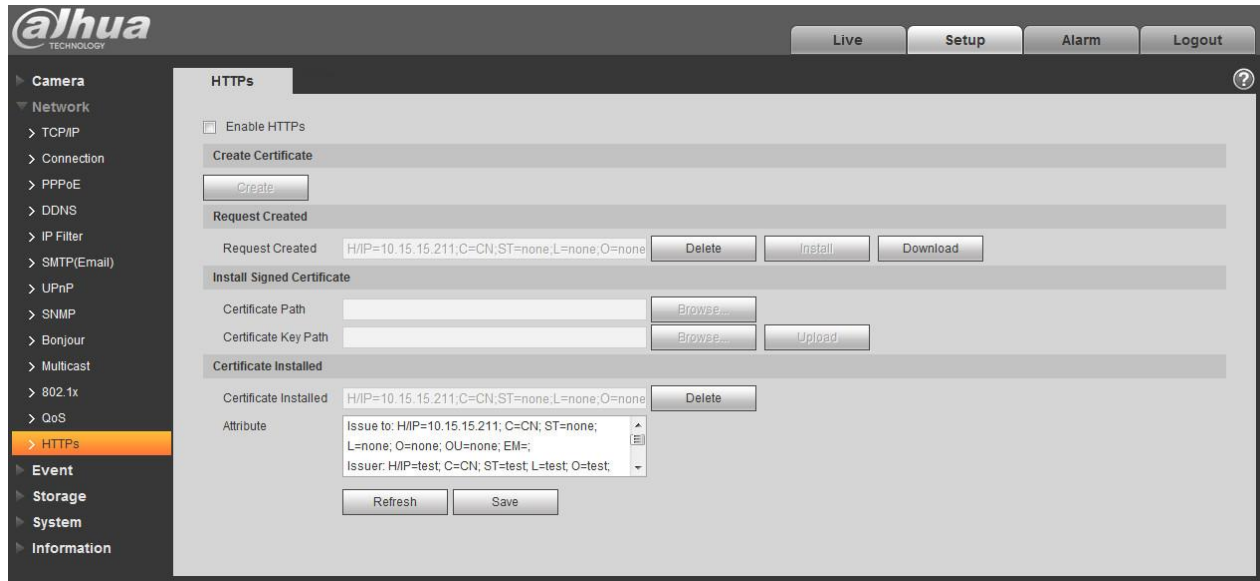 alhua
TECHNOLOGY
Live
Setup
Alarm
Logout
Camera
Network
TCP/IP
Connection
PPPoE
DDNS
IP Filter
SMTP(Email)
UPnP
SNMP
Bonjour
Multicast
802.1x
QoS
HTTPs
Event
Storage
System
Information
HTTPs
?
Enable HTTPs
Create Certificate
Create
Request Created
Request Created H/IP=10.15.15.211;C=CN;ST=none;L=none;O=none Delete Install Download
Install Signed Certificate
Certificate Path Browse...
Certificate Key Path Browse... Upload
Certificate Installed
Certificate Installed H/IP=10.15.15.211;C=CN;ST=none;L=none;O=none Delete
Attribute Issue to: H/IP=10.15.15.211; C=CN; ST=none;
L=none; O=none; OU=none; EM=;
Issuer: H/IP=test; C=CN; ST=test; L=test; O=test;
Refresh Save